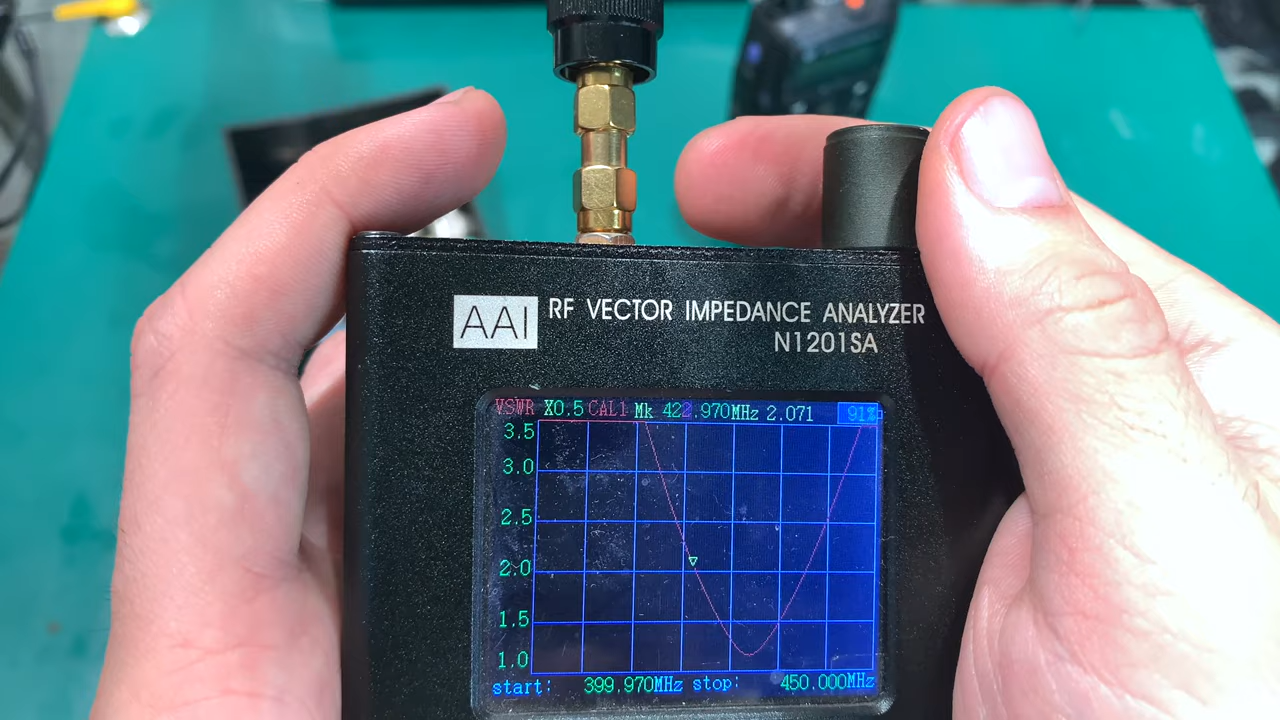 AAI RF VECTOR IMPEDANCE ANALYZER
N1201SA
VSWR X0.5 CAL1 Mk 422.970MHz 2.071 91%
3.5
3.0
2.5
2.0
1.5
1.0
start: 399.970MHz stop: 450.000MHz